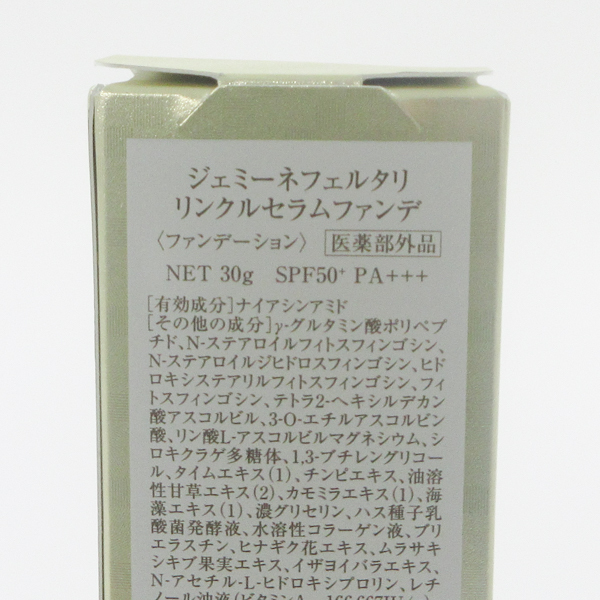 ジェミーネフェルタリ
リンクルセラムファンデ
〈ファンデーション〉 医薬部外品
NET 30g SPF50⁺ PA+++
[有効成分]ナイアシンアミド
[その他の成分]γ-グルタミン酸ポリペプ
チド、N-ステアロイルフィトスフィンゴシン、
N-ステアロイルジヒドロスフィンゴシン、ヒド
ロキシステアリルフィトスフィンゴシン、フィ
トスフィンゴシン、テトラ2-ヘキシルデカン
酸アスコルビル、3-O-エチルアスコルビン
酸、リン酸L-アスコルビルマグネシウム、シ
ロキクラゲ多糖体、1,3-ブチレングリコー
ル、タイムエキス(1)、チンピエキス、油溶
性甘草エキス(2)、カモミラエキス(1)、海
藻エキス(1)、濃グリセリン、ハス種子乳
酸菌発酵液、水溶性コラーゲン液、プリ
エラスチン、ヒナギク花エキス、ムラサキ
シキブ果実エキス、イザヨイバラエキス、
N-アセチル-L-ヒドロキシプロリン、レチ
ノール油液(ビタミンA